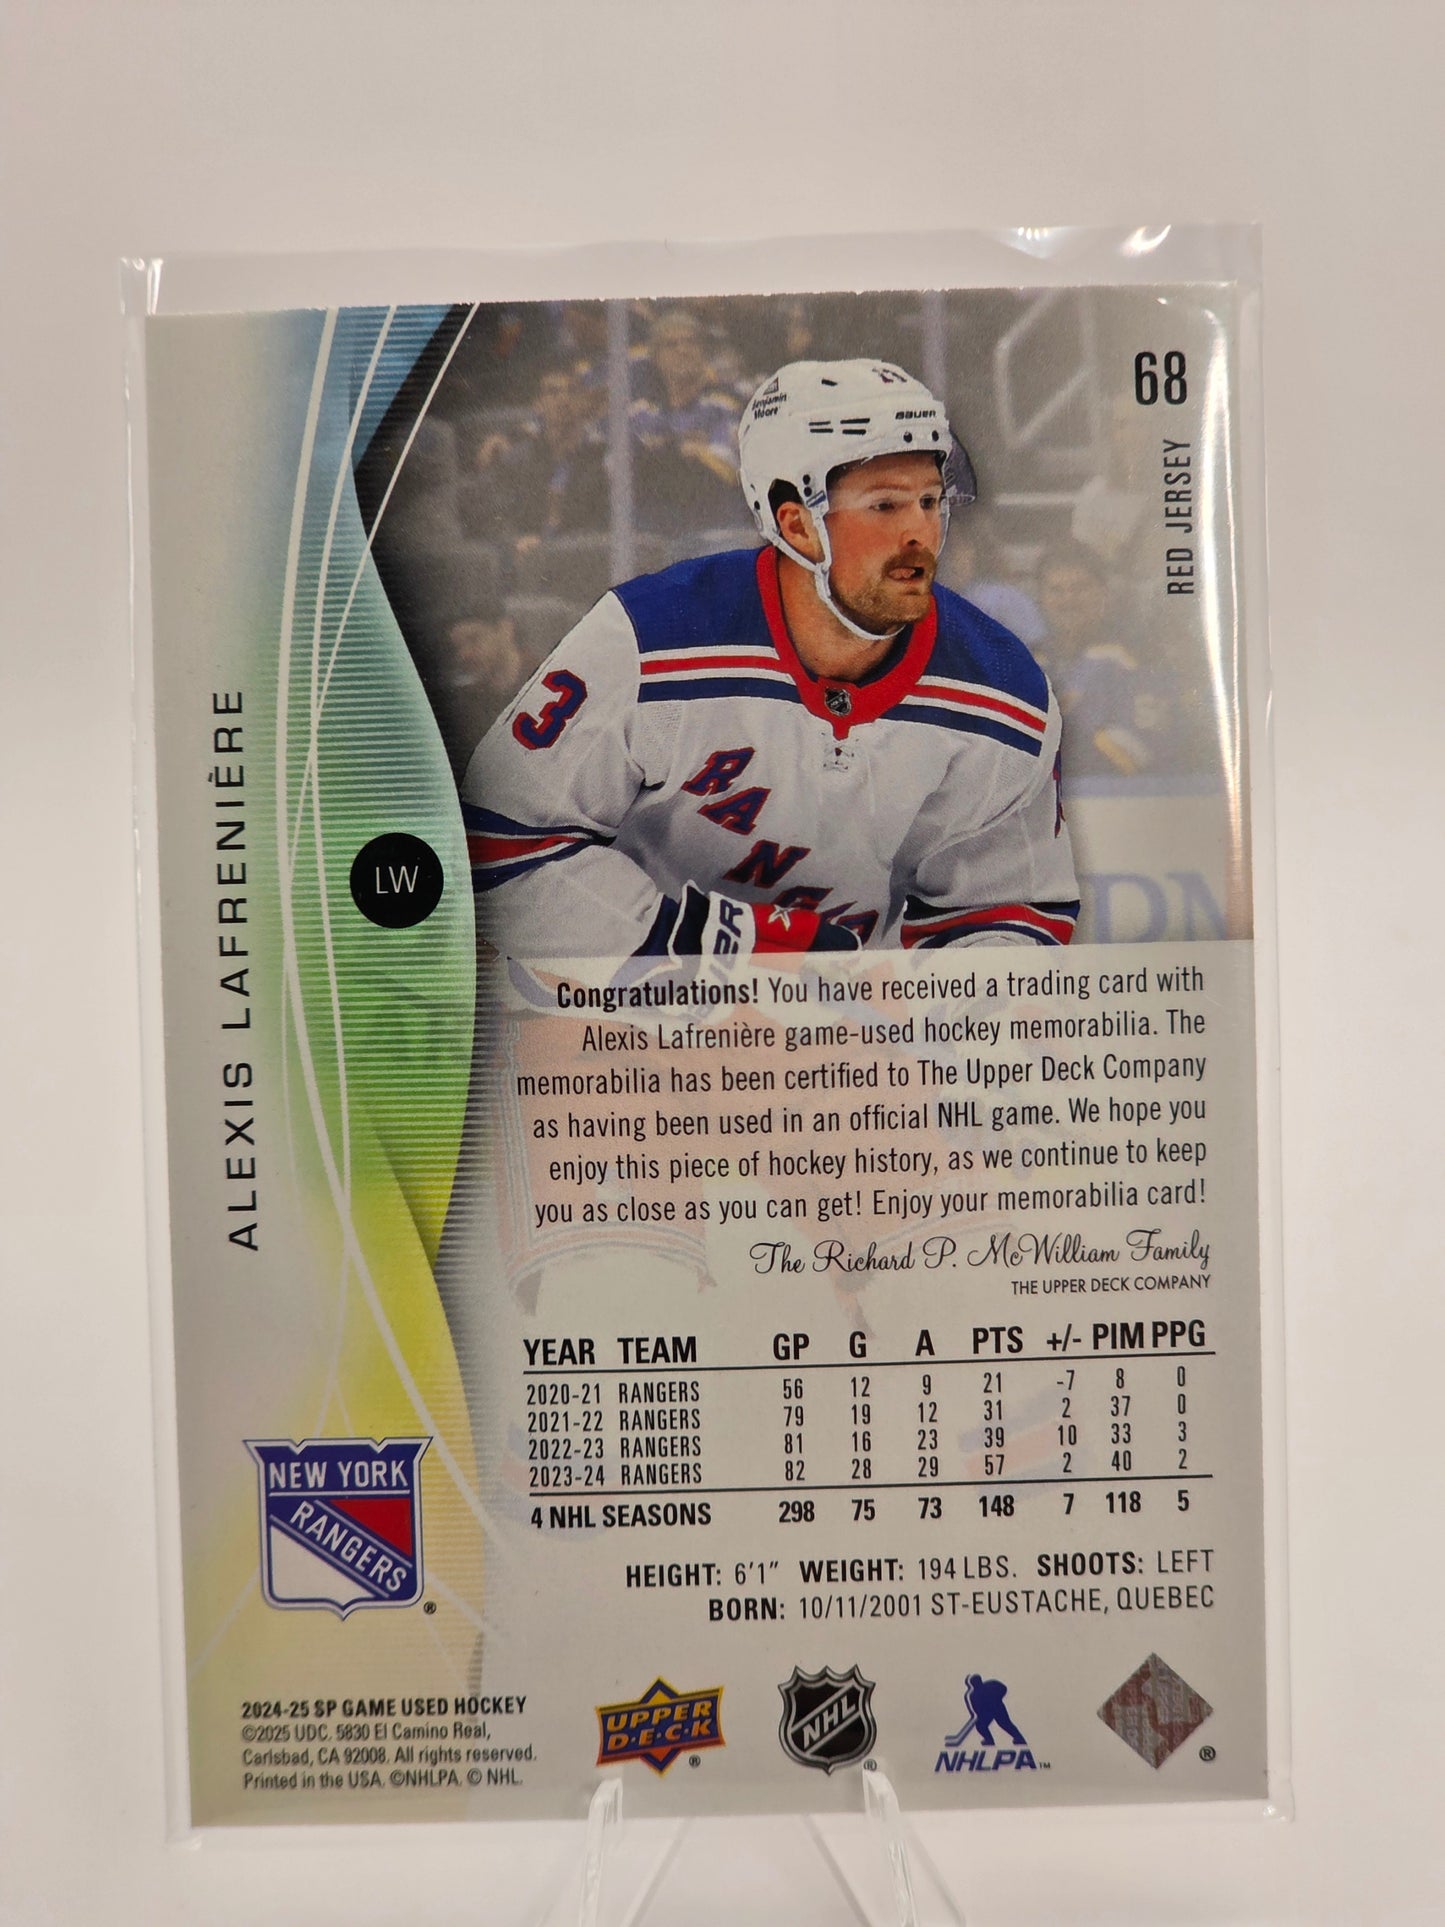 68
RED JERSEY
Benjamin
Moore
BAUER
3
RANGE
LW
ALEXIS LAFRENIÈRE
Congratulations! You have received a trading card with
Alexis Lafrenière game-used hockey memorabilia. The
memorabilia has been certified to The Upper Deck Company
as having been used in an official NHL game. We hope you
enjoy this piece of hockey history, as we continue to keep
you as close as you can get! Enjoy your memorabilia card!
The Richard P. McWilliam Family
THE UPPER DECK COMPANY
YEAR TEAM GP G A PTS +/- PIM PPG
2020-21 RANGERS 56 12 9 21 -7 8 0
2021-22 RANGERS 79 19 12 31 2 37 0
2022-23 RANGERS 81 16 23 39 10 33 3
2023-24 RANGERS 82 28 29 57 2 40 2
4 NHL SEASONS 298 75 73 148 7 118 5
HEIGHT: 6'1" WEIGHT: 194 LBS. SHOOTS: LEFT
BORN: 10/11/2001 ST-EUSTACHE, QUEBEC
NEW YORK
RANGERS
®
2024-25 SP GAME USED HOCKEY
©2025 UDC. 5830 El Camino Real,
Carlsbad, CA 92008. All rights reserved.
Printed in the USA. ©NHLPA. © NHL.
UPPER
D·E·C·K
®
NHL
®
NHLPA™
®